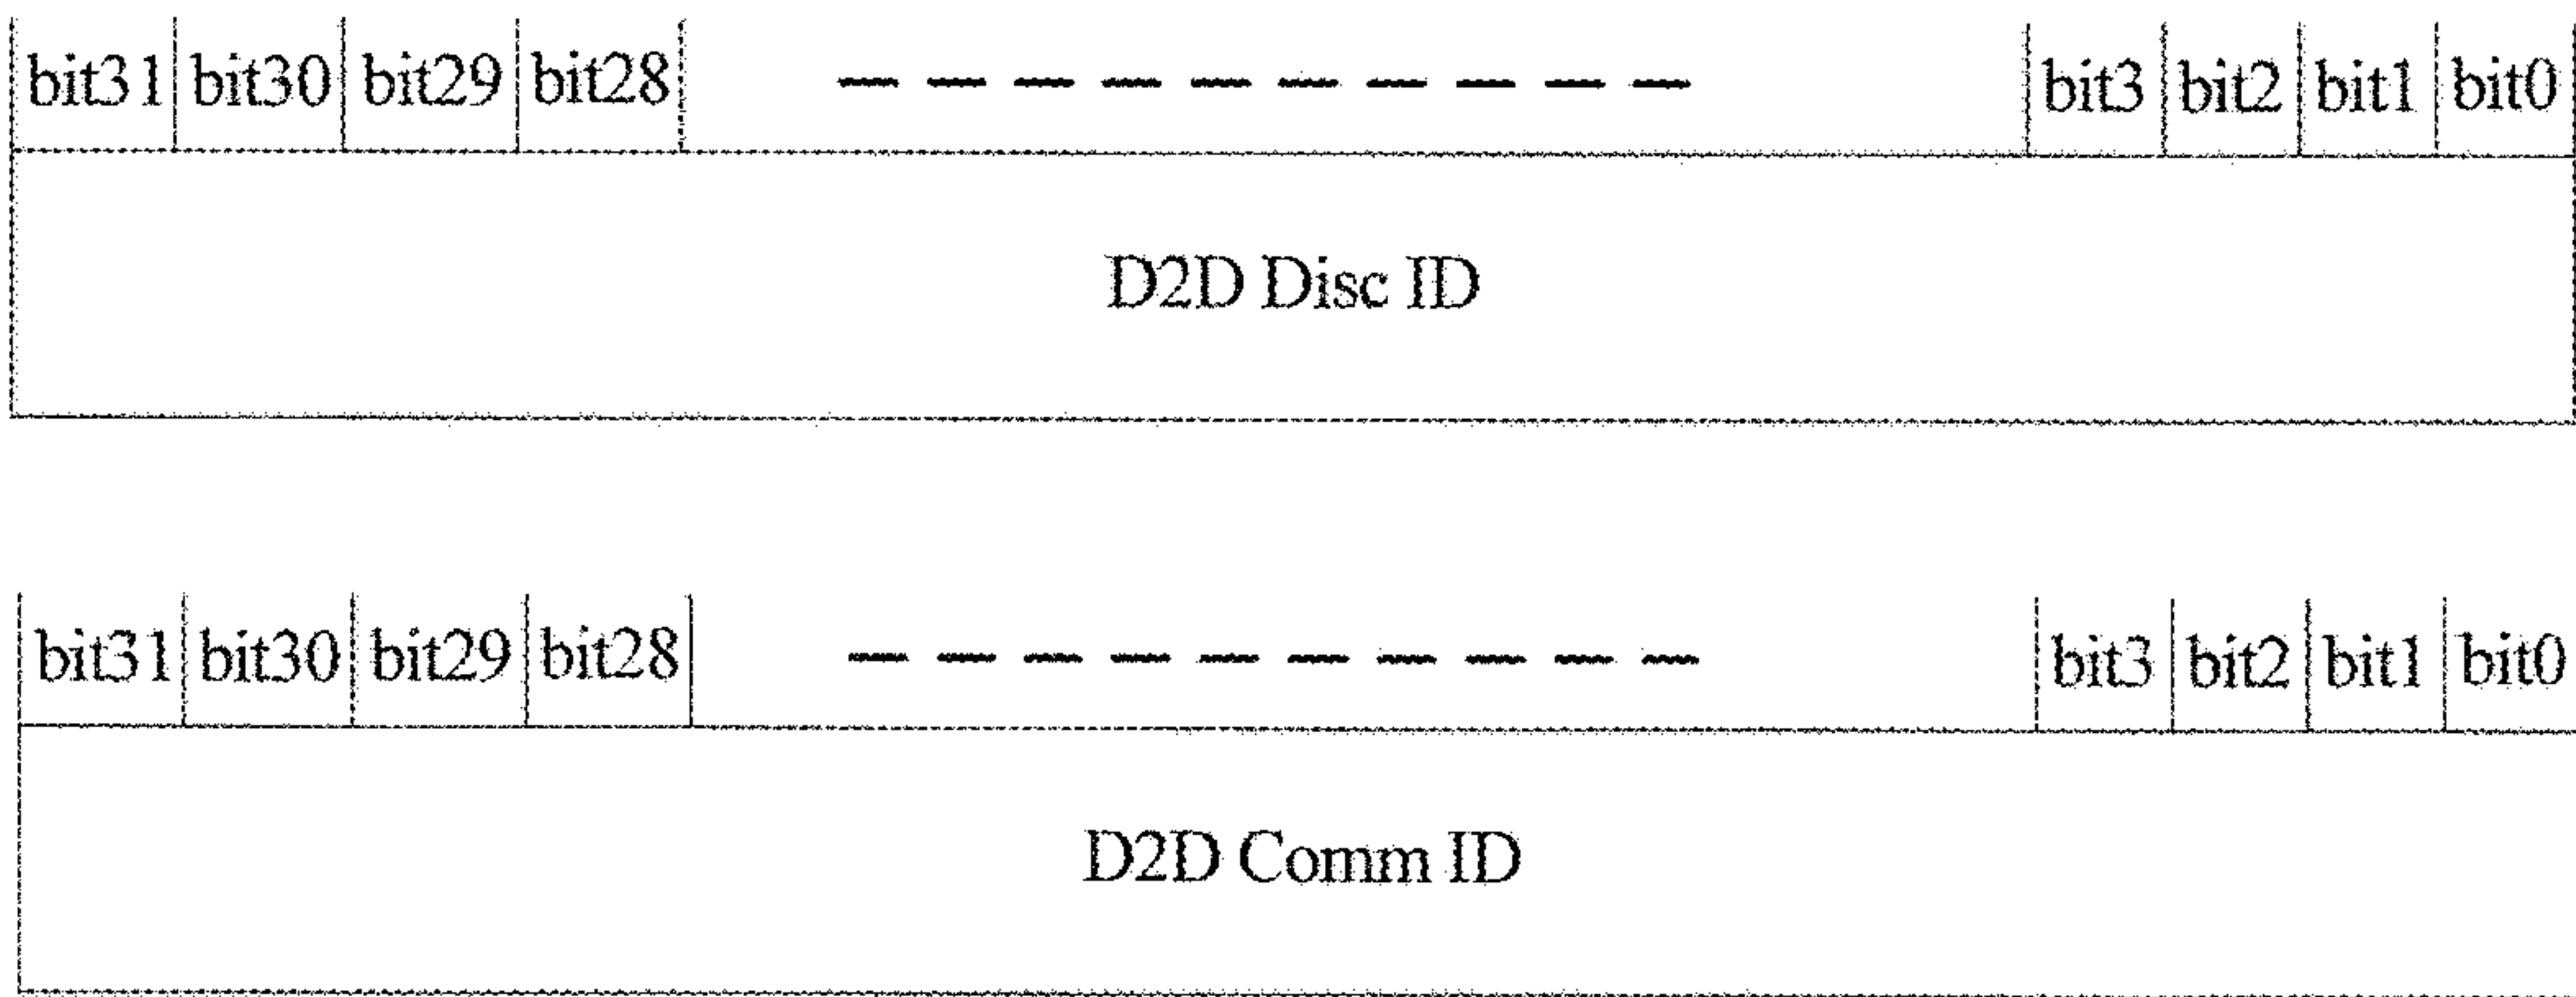 bit31 bit30 bit29 bit28 bit3 bit2 bit1 bit0
D2D Disc ID
bit31 bit30 bit29 bit28 bit3 bit2 bit1 bit0
D2D Comm ID